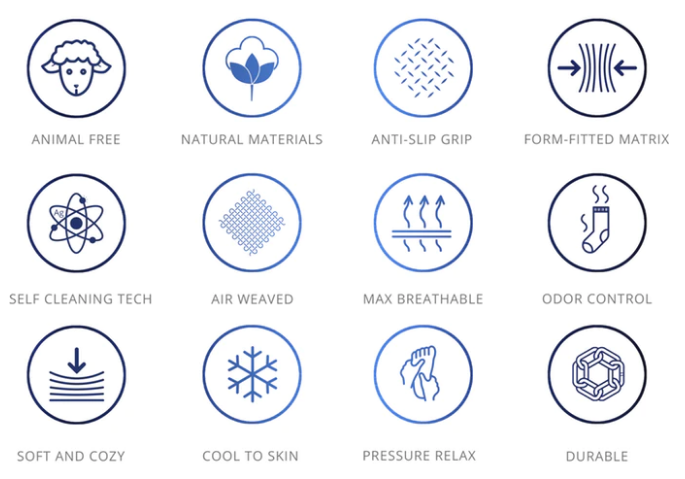 ANIMAL FREE
NATURAL MATERIALS
ANTI-SLIP GRIP
FORM-FITTED MATRIX
Ag
SELF CLEANING TECH
AIR WEAVED
MAX BREATHABLE
ODOR CONTROL
SOFT AND COZY
COOL TO SKIN
PRESSURE RELAX
DURABLE